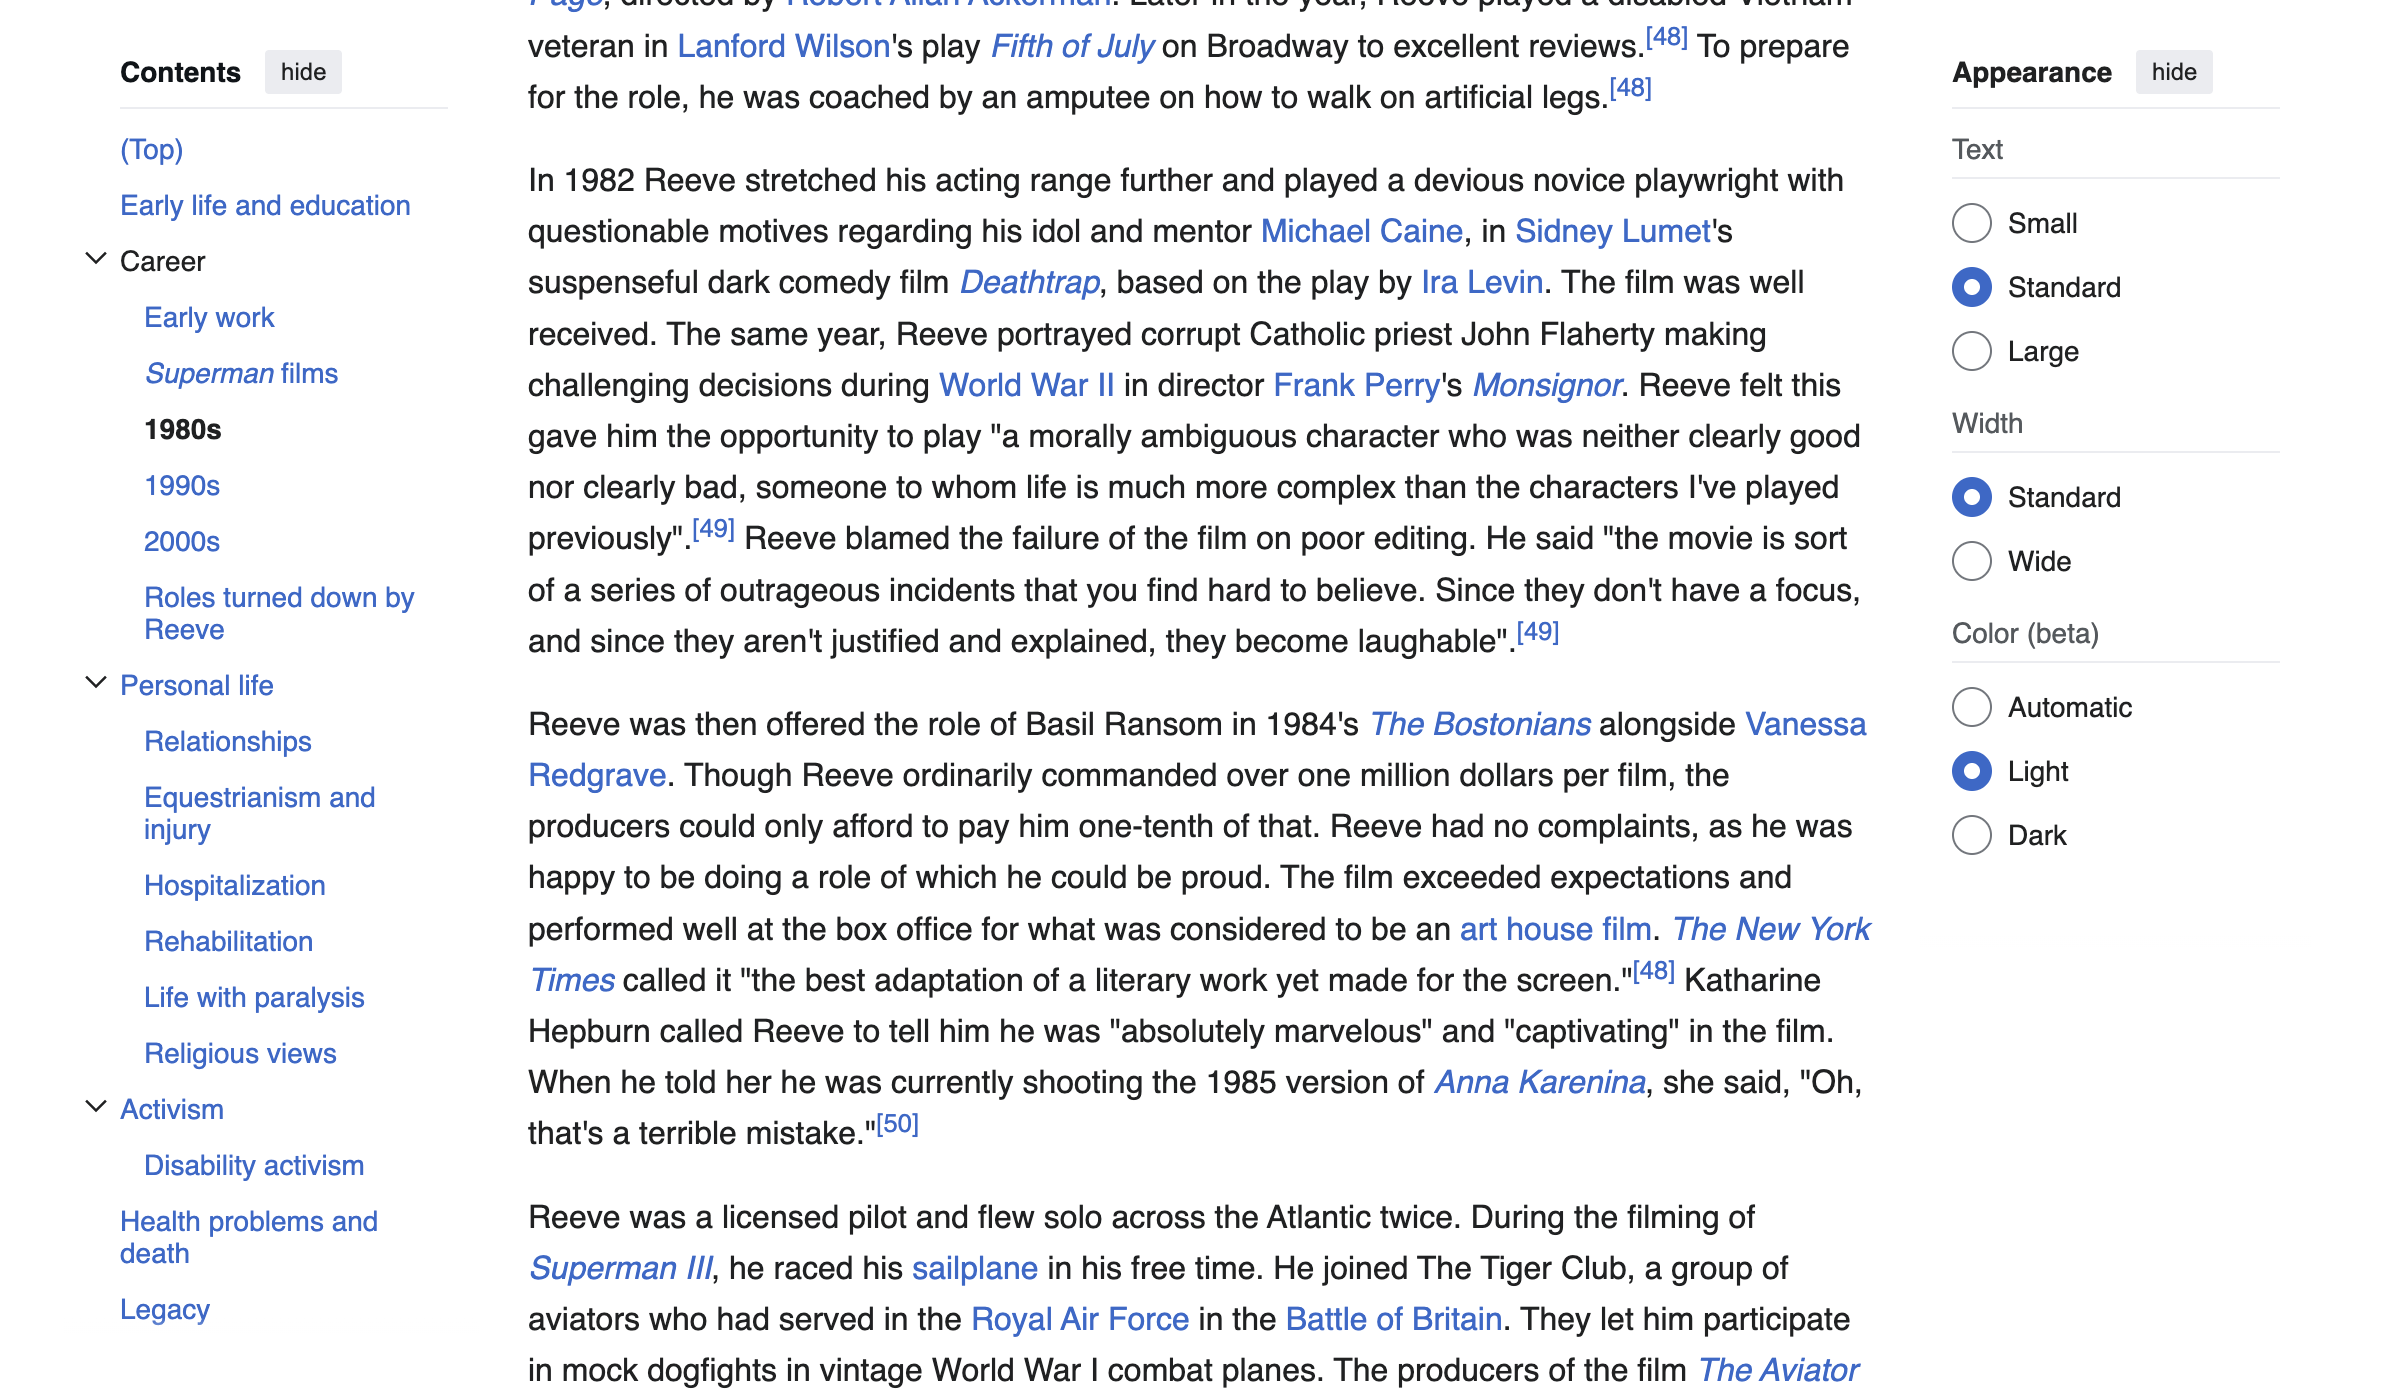 Contents hide
(Top)
Early life and education
Career
Early work
Superman films
1980s
1990s
2000s
Roles turned down by
Reeve
Personal life
Relationships
Equestrianism and
injury
Hospitalization
Rehabilitation
Life with paralysis
Religious views
Activism
Disability activism
Health problems and
death
Legacy
Page, directed by Robert Allan Ackerman. Later in the year, Reeve played a disabled Vietnam
veteran in Lanford Wilson's play Fifth of July on Broadway to excellent reviews.[48] To prepare
for the role, he was coached by an amputee on how to walk on artificial legs.[48]
In 1982 Reeve stretched his acting range further and played a devious novice playwright with
questionable motives regarding his idol and mentor Michael Caine, in Sidney Lumet's
suspenseful dark comedy film Deathtrap, based on the play by Ira Levin. The film was well
received. The same year, Reeve portrayed corrupt Catholic priest John Flaherty making
challenging decisions during World War II in director Frank Perry's Monsignor. Reeve felt this
gave him the opportunity to play "a morally ambiguous character who was neither clearly good
nor clearly bad, someone to whom life is much more complex than the characters I've played
previously".[49] Reeve blamed the failure of the film on poor editing. He said "the movie is sort
of a series of outrageous incidents that you find hard to believe. Since they don't have a focus,
and since they aren't justified and explained, they become laughable".[49]
Reeve was then offered the role of Basil Ransom in 1984's The Bostonians alongside Vanessa
Redgrave. Though Reeve ordinarily commanded over one million dollars per film, the
producers could only afford to pay him one-tenth of that. Reeve had no complaints, as he was
happy to be doing a role of which he could be proud. The film exceeded expectations and
performed well at the box office for what was considered to be an art house film. The New York
Times called it "the best adaptation of a literary work yet made for the screen."[48] Katharine
Hepburn called Reeve to tell him he was "absolutely marvelous" and "captivating" in the film.
When he told her he was currently shooting the 1985 version of Anna Karenina, she said, "Oh,
that's a terrible mistake."[50]
Reeve was a licensed pilot and flew solo across the Atlantic twice. During the filming of
Superman III, he raced his sailplane in his free time. He joined The Tiger Club, a group of
aviators who had served in the Royal Air Force in the Battle of Britain. They let him participate
in mock dogfights in vintage World War I combat planes. The producers of the film The Aviator
Appearance hide
Text
Small
Standard
Large
Width
Standard
Wide
Color (beta)
Automatic
Light
Dark